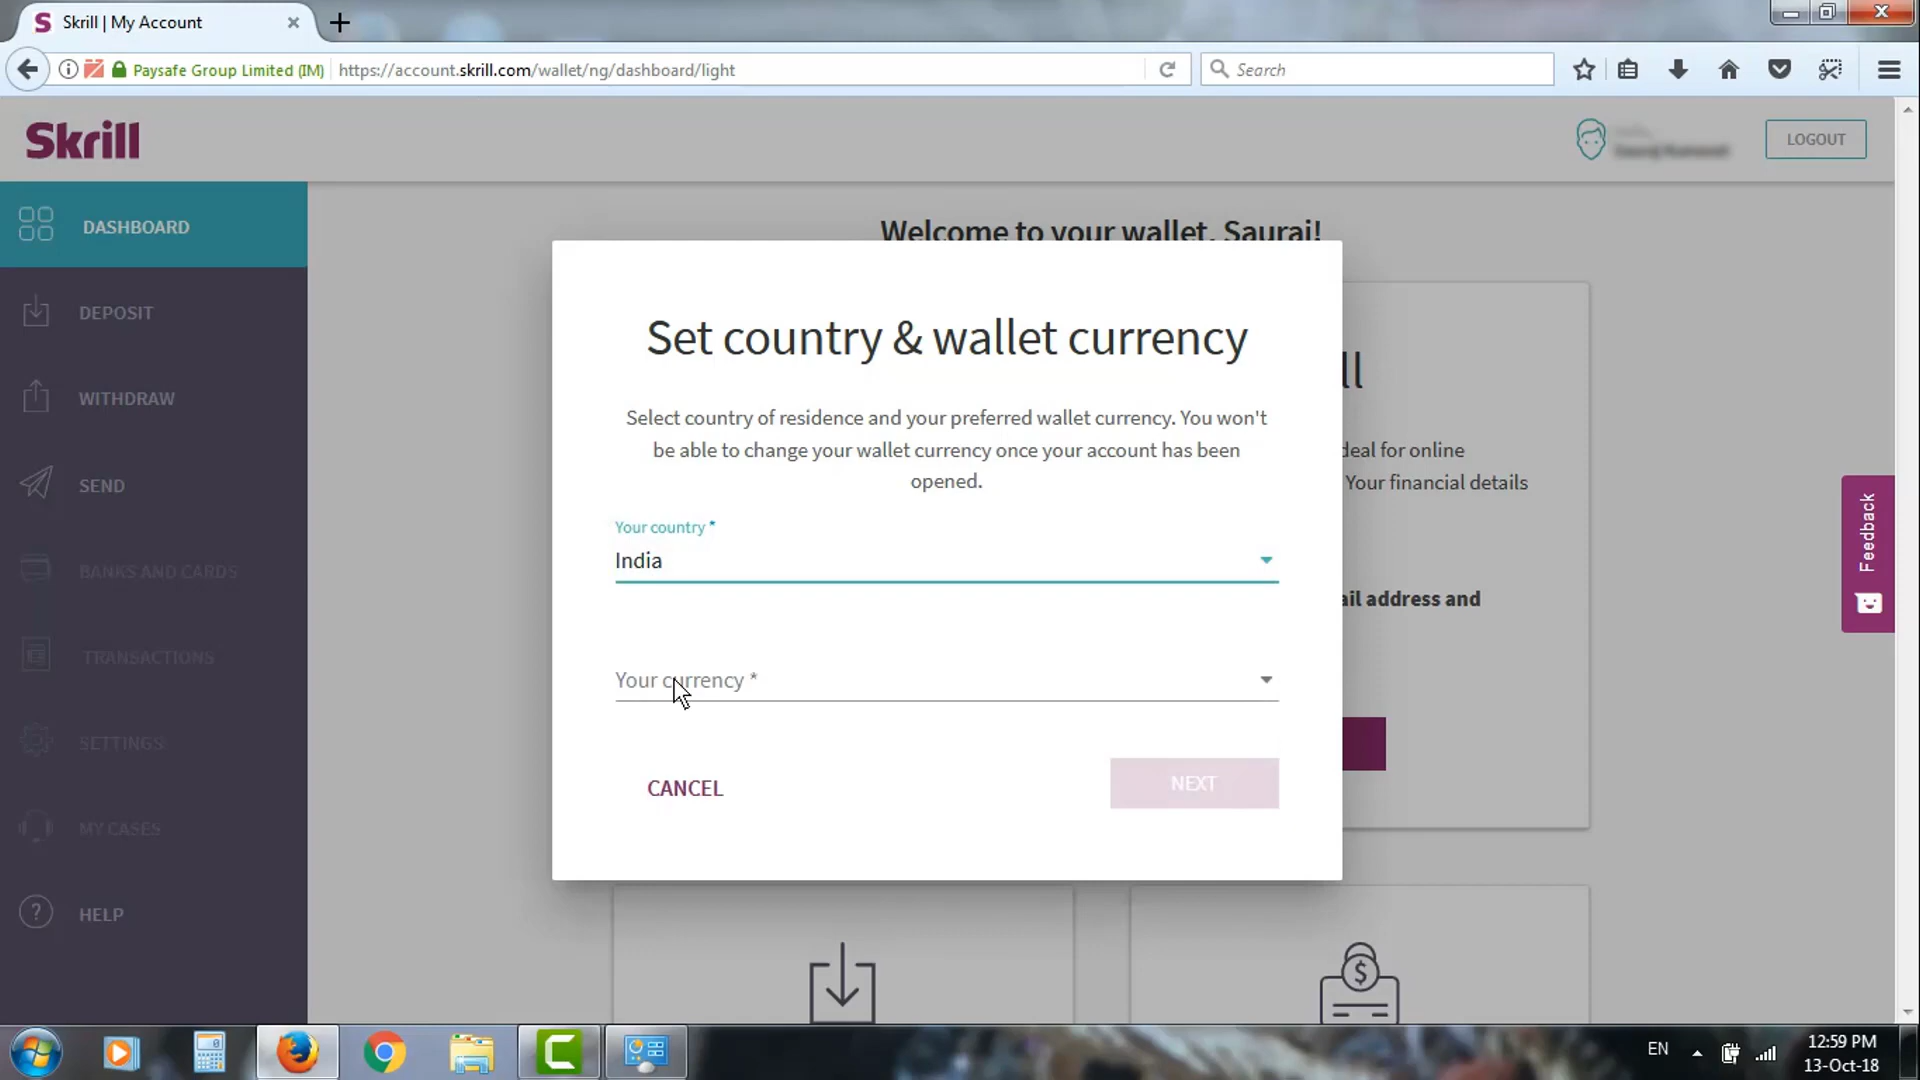 Skrill | My Account
Paysafe Group Limited (IM)
https://account.skrill.com/wallet/ng/dashboard/light
Search
Skrill
LOGOUT
DASHBOARD
DEPOSIT
WITHDRAW
SEND
BANKS AND CARDS
TRANSACTIONS
SETTINGS
MY CASES
HELP
Welcome to your wallet, Sauraj!
Set country & wallet currency
Select country of residence and your preferred wallet currency. You won't
be able to change your wallet currency once your account has been
opened.
Your country *
India
Your currency *
CANCEL
NEXT
ll
deal for online
Your financial details
ail address and
Feedback
EN
12:59 PM
13-Oct-18